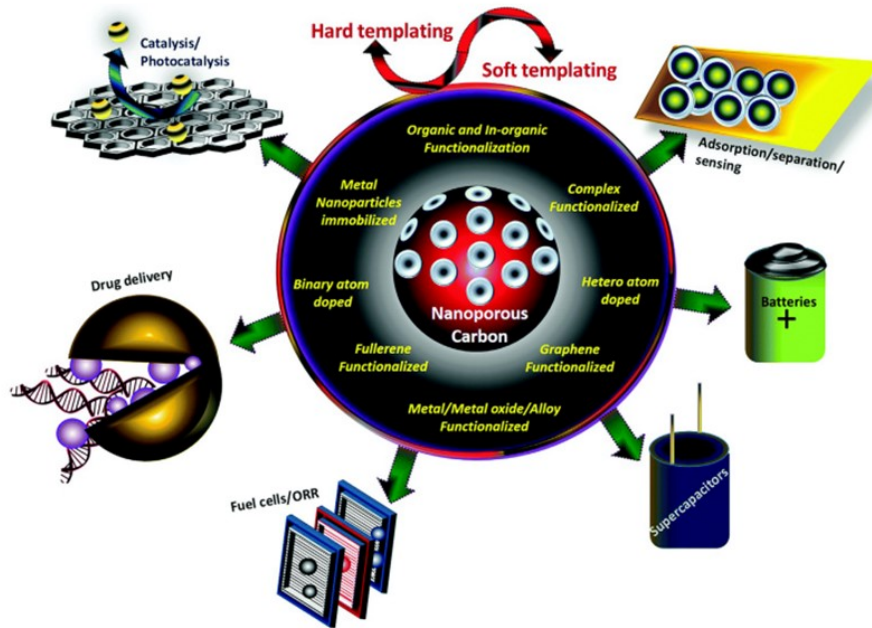 Catalysis/
Photocatalysis
Hard templating
Soft templating
Adsorption/separation/
sensing
Organic and In-organic
Functionalization
Metal
Nanoparticles
immobilized
Complex
Functionalized
Drug delivery
Binary atom
doped
Hetero atom
doped
Batteries
+
Nanoporous
Carbon
Fullerene
Functionalized
Graphene
Functionalized
Metal/Metal oxide/Alloy
Functionalized
Fuel cells/ORR
Supercapacitors